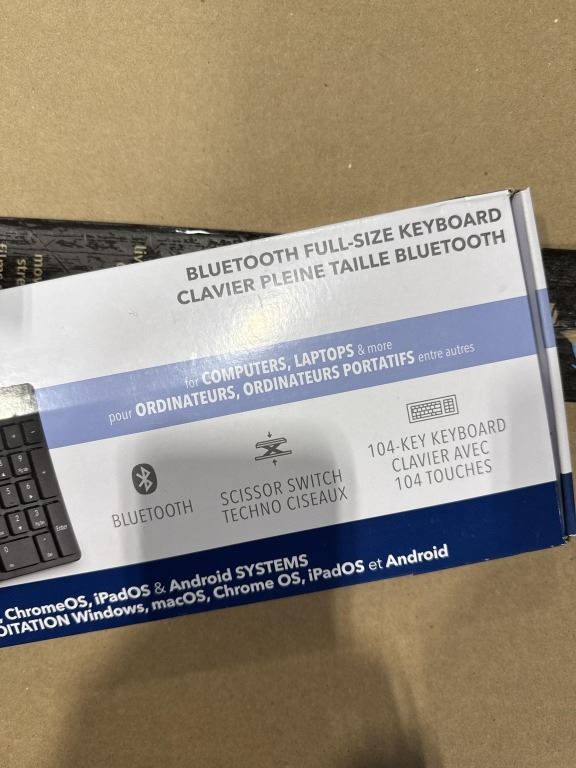 BLUETOOTH FULL-SIZE KEYBOARD
CLAVIER PLEINE TAILLE BLUETOOTH
for COMPUTERS, LAPTOPS & more
pour ORDINATEURS, ORDINATEURS PORTATIFS entre autres
BLUETOOTH
SCISSOR SWITCH
TECHNO CISEAUX
104-KEY KEYBOARD
CLAVIER AVEC
104 TOUCHES
, ChromeOS, iPadOS & Android SYSTEMS
OITATION Windows, macOS, Chrome OS, iPadOS et Android
Enter